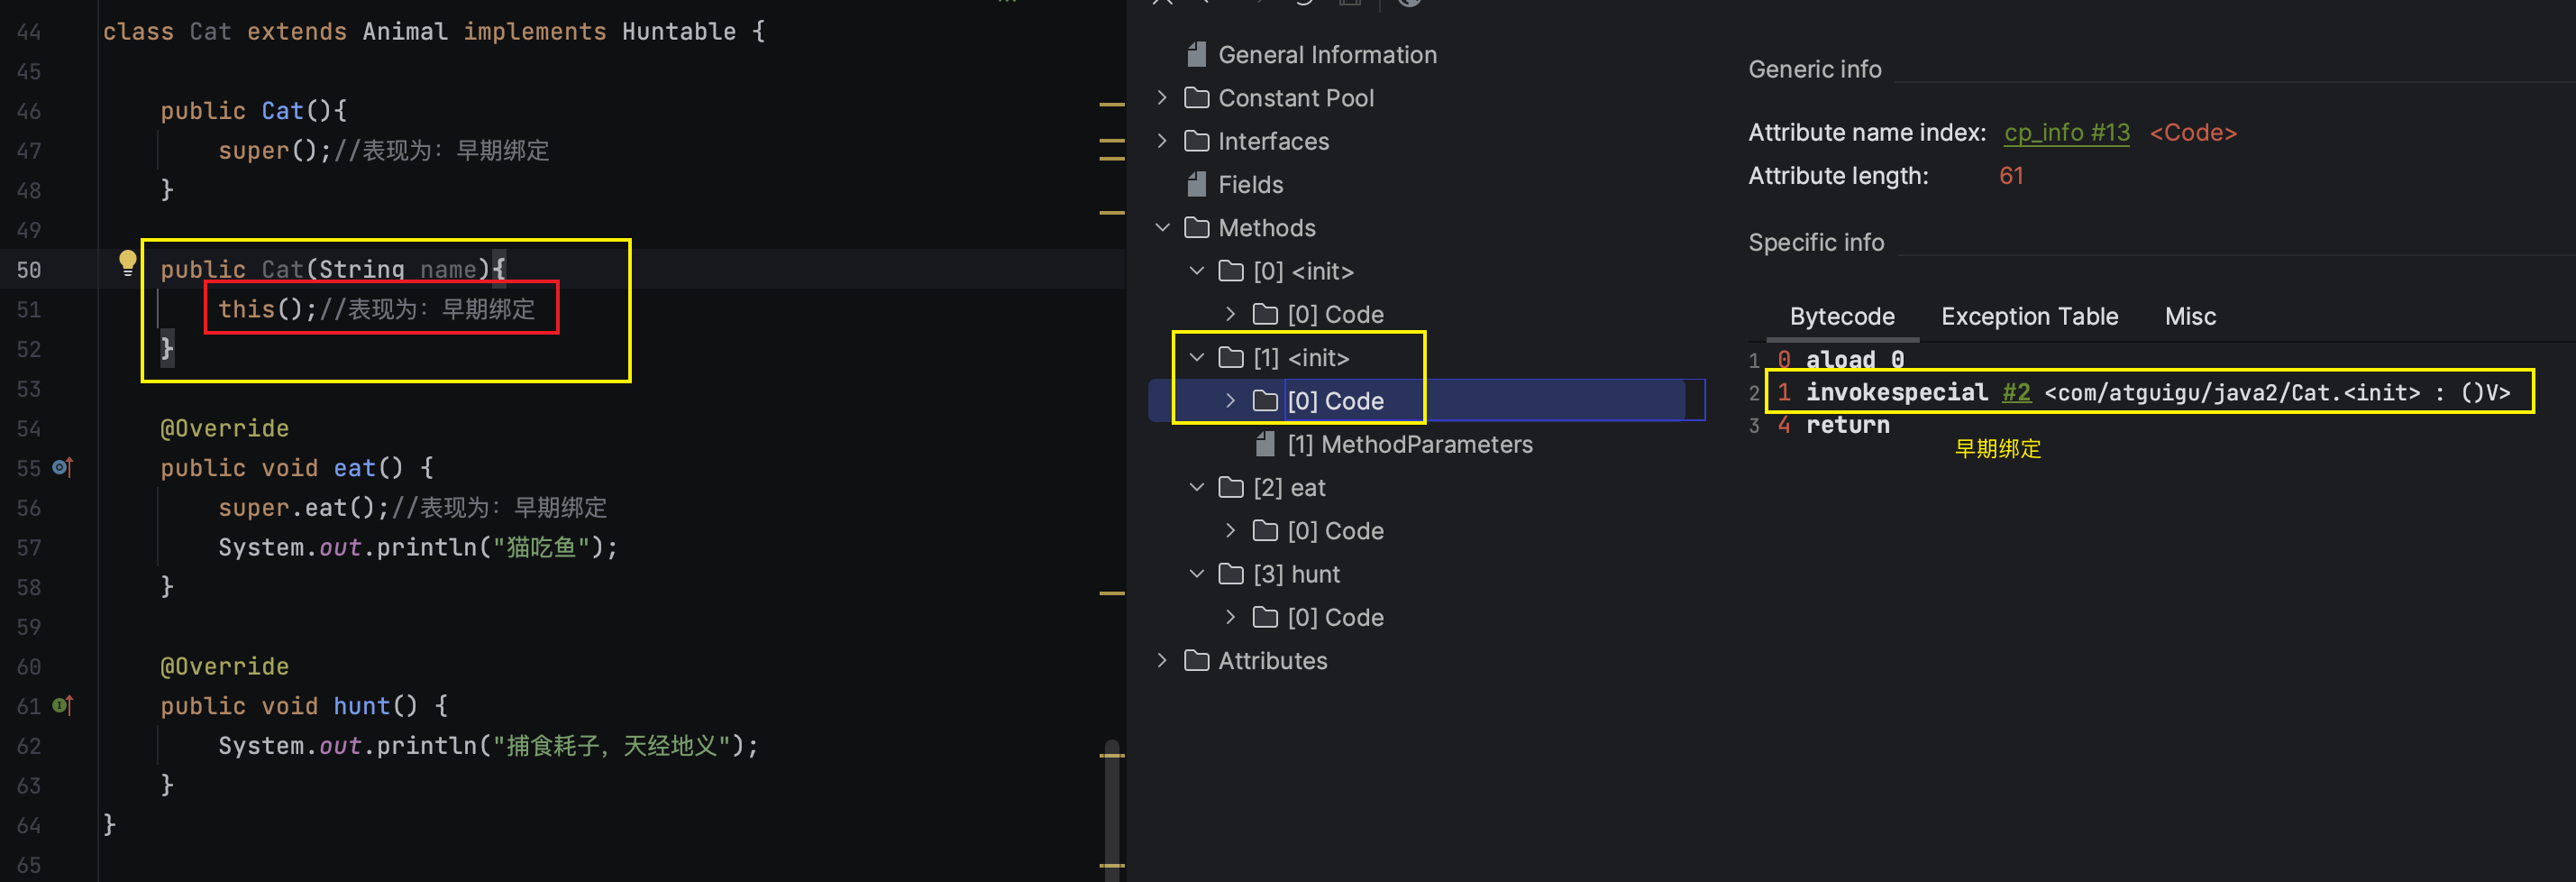 44 class Cat extends Animal implements Huntable {
45
46 public Cat(){
47 super();//表现为：早期绑定
48 }
49
50 public Cat(String name){
51 this();//表现为：早期绑定
52 }
53
54 @Override
55 public void eat() {
56 super.eat();//表现为：早期绑定
57 System.out.println("猫吃鱼");
58 }
59
60 @Override
61 public void hunt() {
62 System.out.println("捕食耗子，天经地义");
63 }
64 }
65
General Information
Constant Pool
Interfaces
Fields
Methods
[0] <init>
[0] Code
[1] <init>
[0] Code
[1] MethodParameters
[2] eat
[0] Code
[3] hunt
[0] Code
Attributes
Generic info
Attribute name index: cp_info #13 <Code>
Attribute length: 61
Specific info
Bytecode Exception Table Misc
1 0 aload 0
2 1 invokespecial #2 <com/atguigu/java2/Cat.<init> : ()V>
3 4 return
早期绑定